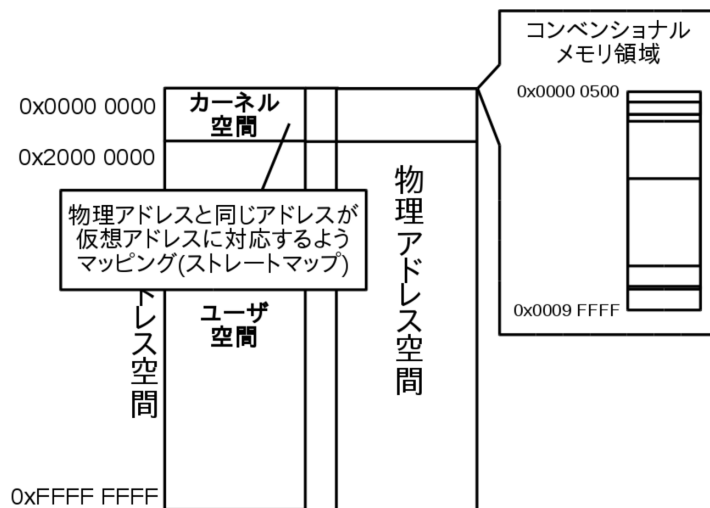 コンベンショナル
メモリ領域
0x0000 0500
0x0009 FFFF
0x0000 0000
カーネル
空間
0x2000 0000
物理アドレスと同じアドレスが
仮想アドレスに対応するよう
マッピング(ストレートマップ)
ドレス空間
ユーザ
空間
物理アドレス空間
0xFFFF FFFF